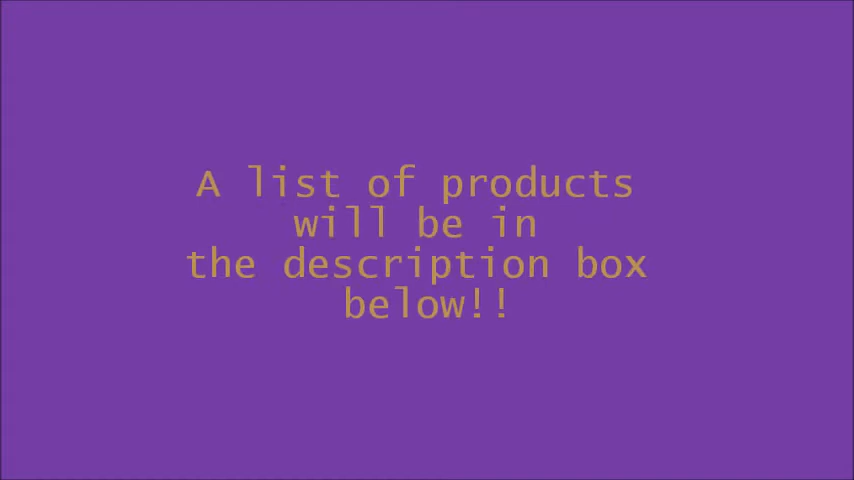 A list of products
will be in
the description box
below!!